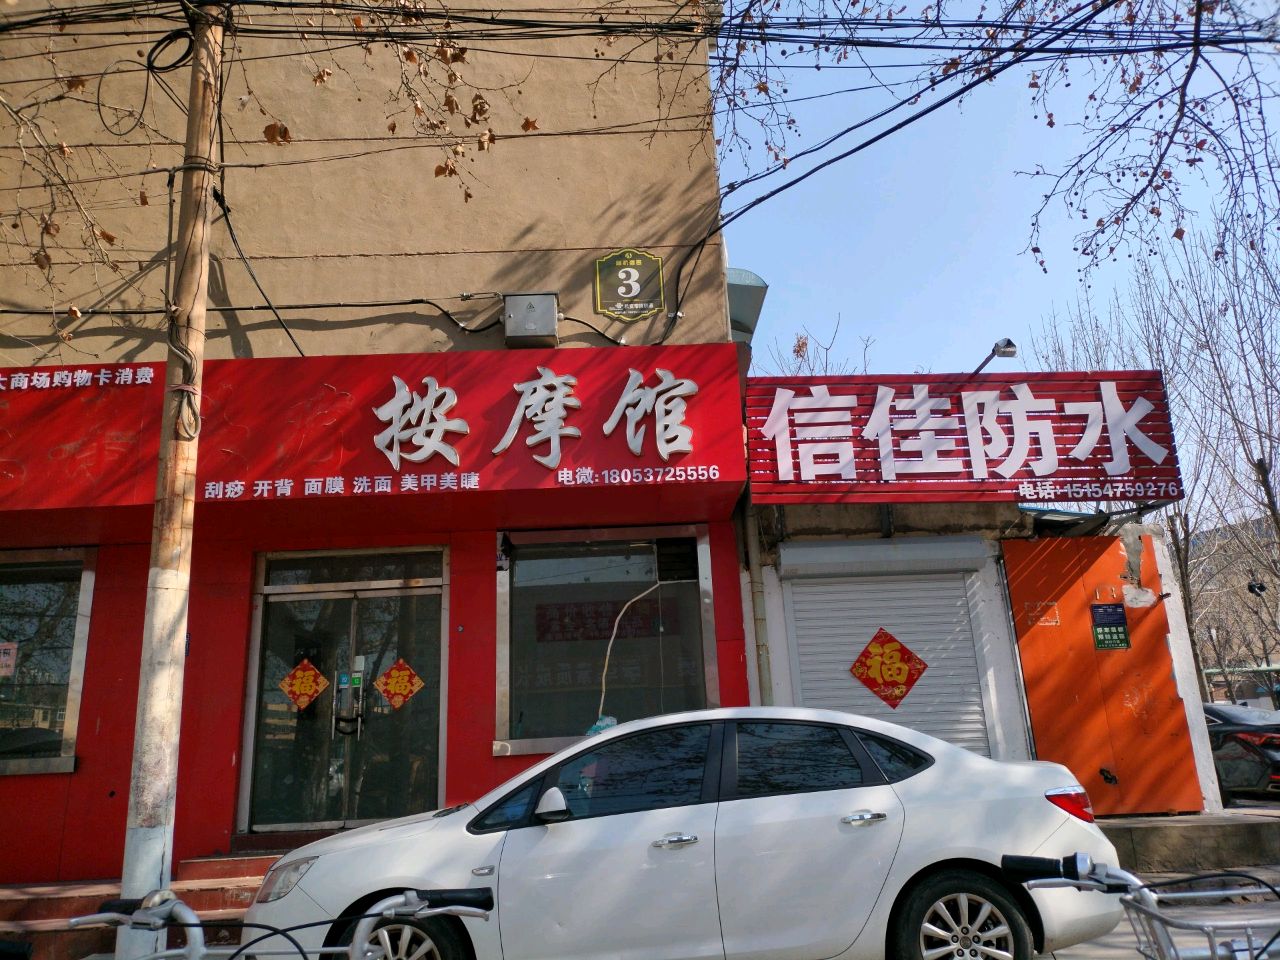 3
大商场购物卡消费
按摩馆
刮痧 开背 面膜 洗面 美甲美睫
电微:18053725556
信佳防水
电话:15154759276
福
福
福